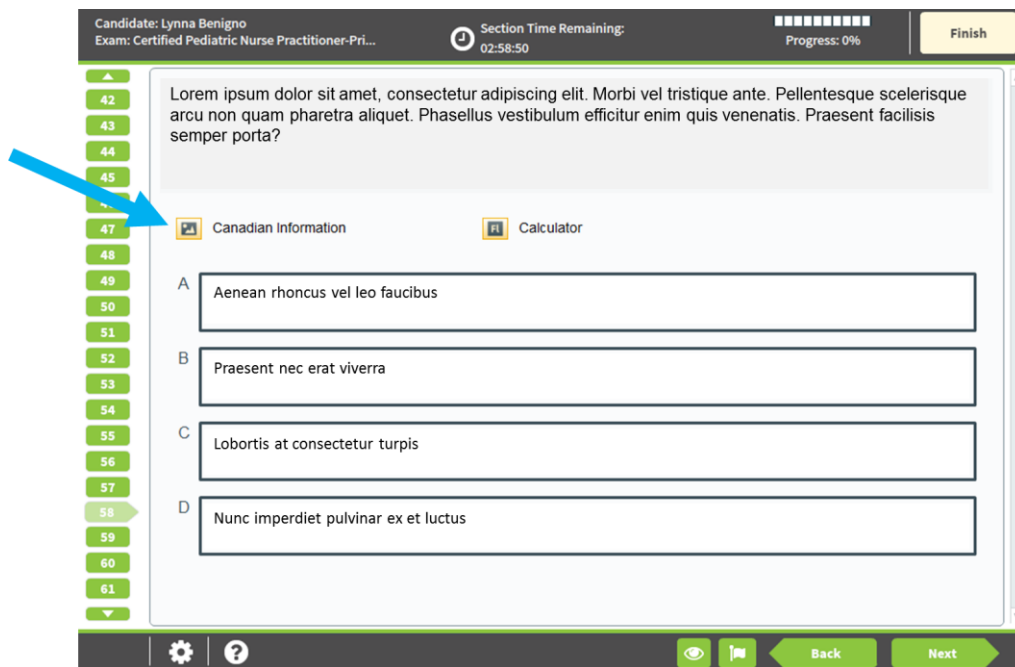 Candidate: Lynna Benigno
Exam: Certified Pediatric Nurse Practitioner-Pri...
Section Time Remaining:
02:58:50
Progress: 0%
Finish
42
43
44
45
47
48
49
50
51
52
53
54
55
56
57
58
59
60
61
Lorem ipsum dolor sit amet, consectetur adipiscing elit. Morbi vel tristique ante. Pellentesque scelerisque
arcu non quam pharetra aliquet. Phasellus vestibulum efficitur enim quis venenatis. Praesent facilisis
semper porta?
Canadian Information
Calculator
A
Aenean rhoncus vel leo faucibus
B
Praesent nec erat viverra
C
Lobortis at consectetur turpis
D
Nunc imperdiet pulvinar ex et luctus
Back
Next